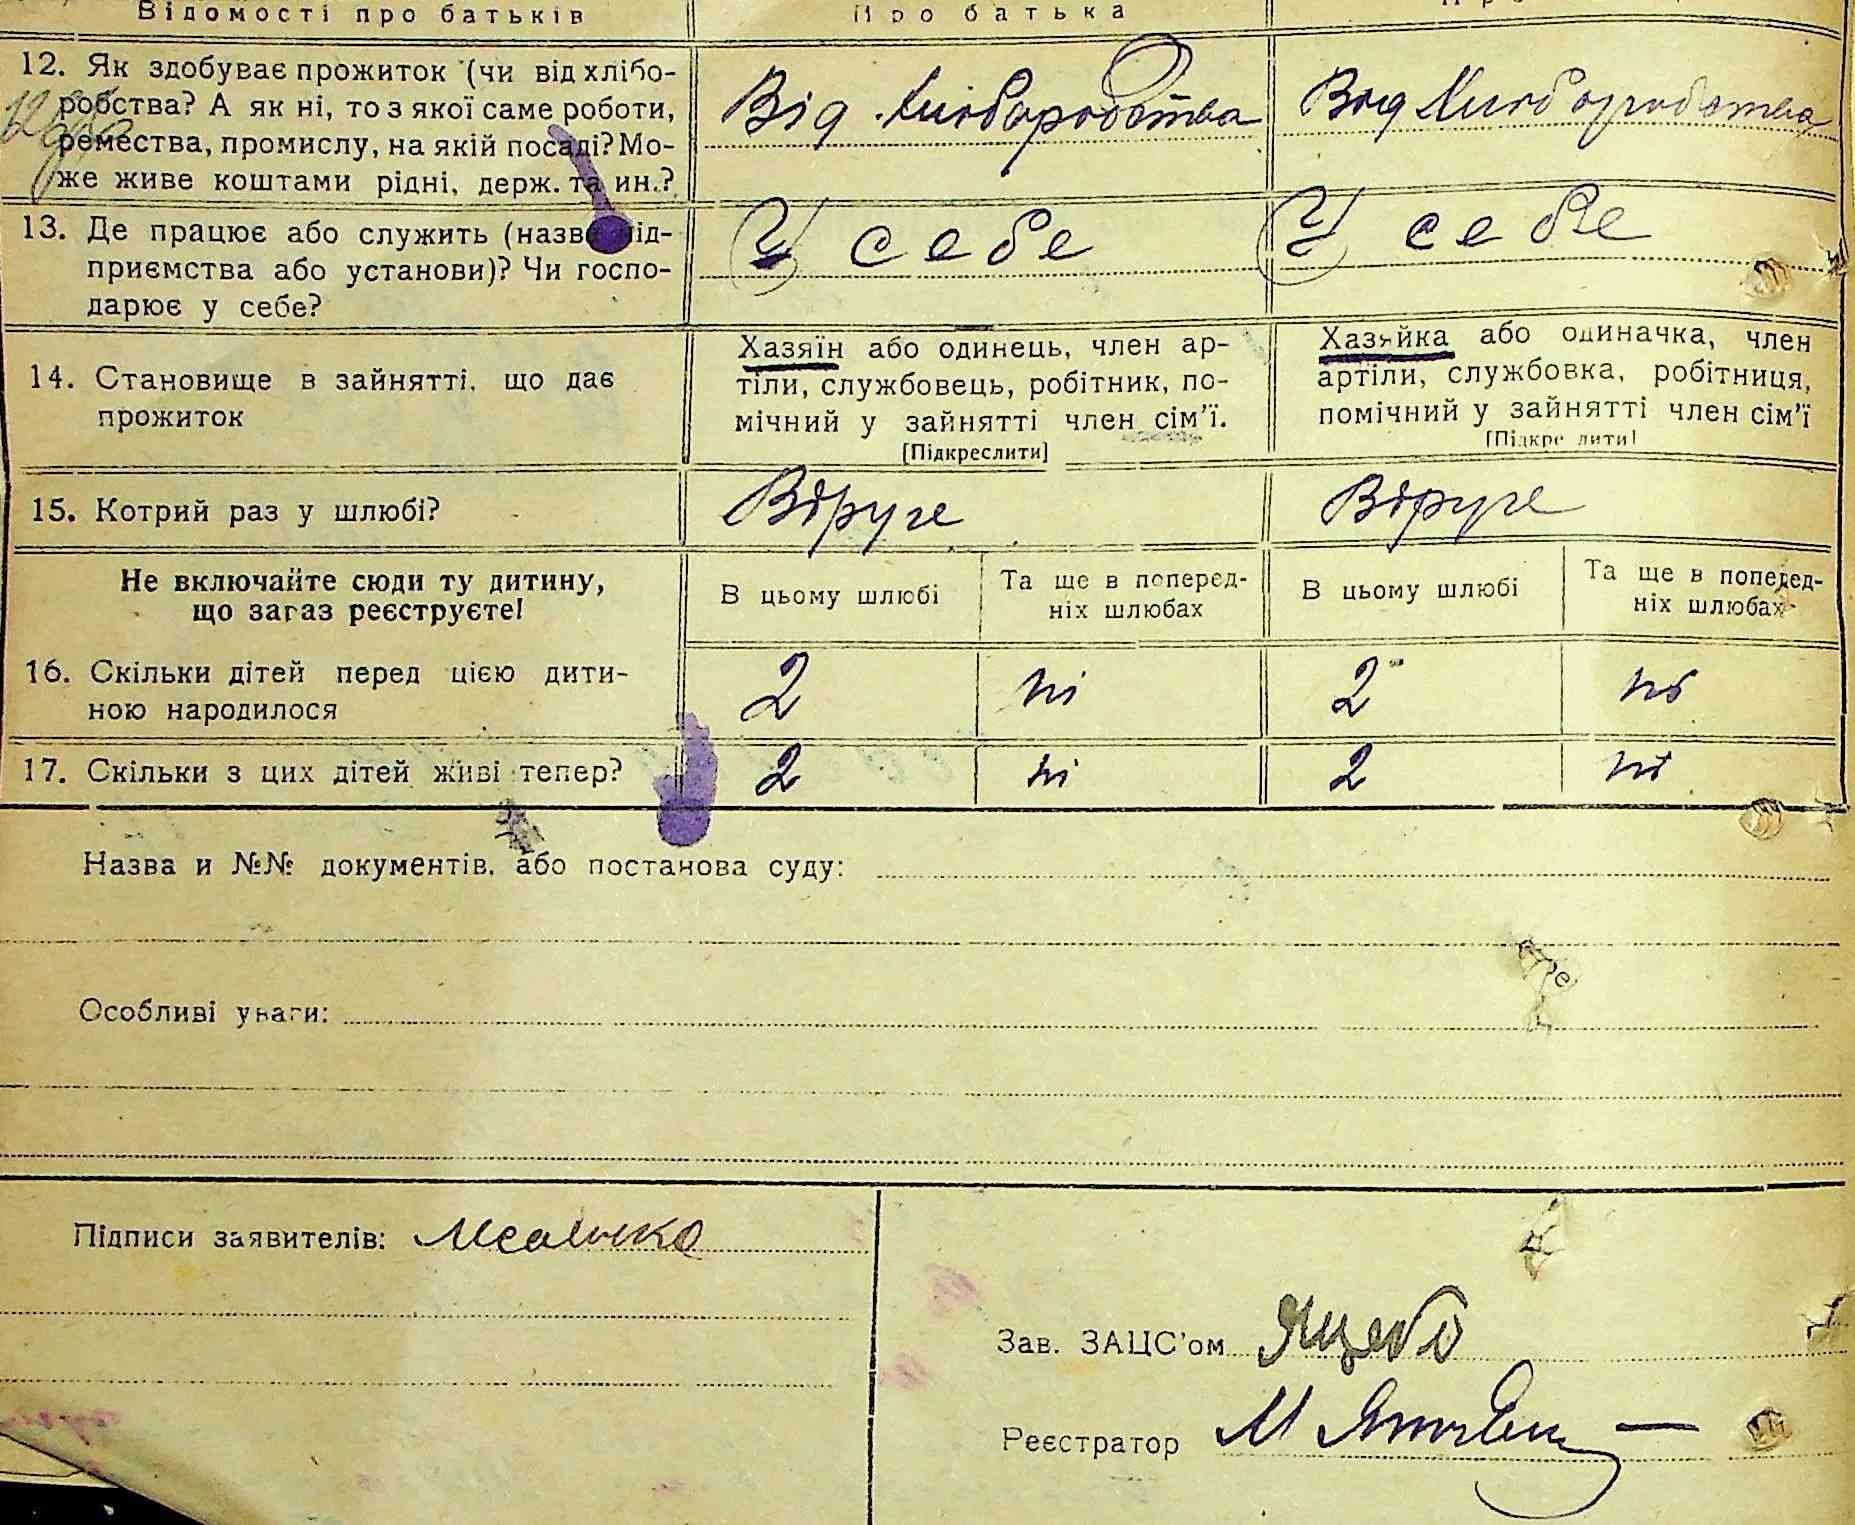 Відомості про батьків
Про батька
12. Як здобуває прожиток (чи від хлібо-
робства? А як ні, то з якої саме роботи,
ремества, промислу, на якій посаді? Мо-
же живе коштами рідні, держ. та ин.?
Від хліборобства
Від Хліборобства
13. Де працює або служить (назва під-
приємства або установи)? Чи госпо-
дарює у себе?
У себе
У себе
14. Становище в зайнятті, що дає
прожиток
Хазяїн або одинець, член ар-
тіли, службовець, робітник, по-
мічний у зайнятті член сім'ї.
[Підкреслити]
Хазяйка або одиначка, член
артіли, службовка, робітниця,
помічний у зайнятті член сім'ї
[Підкреслити]
15. Котрий раз у шлюбі?
Вдруге
Вдруге
Не включайте сюди ту дитину,
що зараз реєструєте!
В цьому шлюбі
Та ще в поперед-
ніх шлюбах
В цьому шлюбі
Та ще в поперед-
ніх шлюбах
16. Скільки дітей перед цією дити-
ною народилося
2 ні 2 ні
17. Скільки з цих дітей живі тепер?
2 ні 2 ні
Назва и №№ документів, або постанова суду:
Особливі уваги:
Підписи заявителів:
Зав. ЗАЦС'ом
Реєстратор М